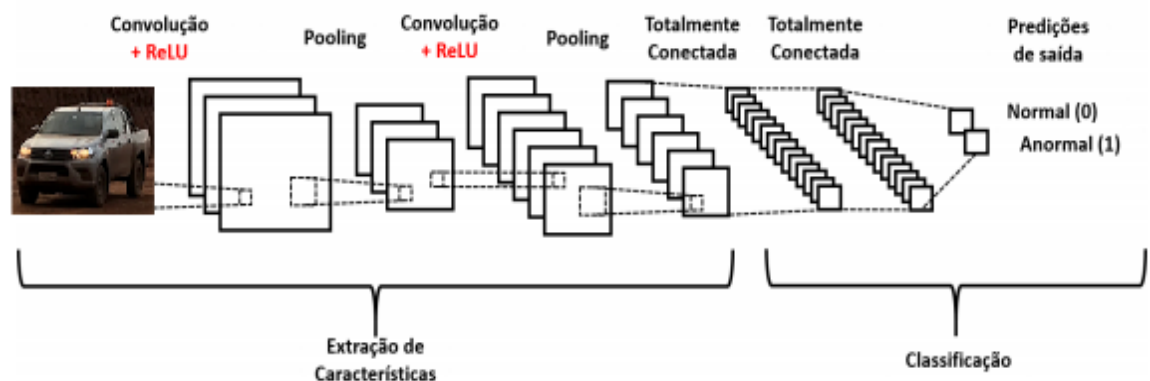 Convolução
+ ReLU
Pooling
Convolução
+ ReLU
Pooling
Totalmente
Conectada
Totalmente
Conectada
Predições
de saída
Normal (0)
Anormal (1)
Extração de
Características
Classificação